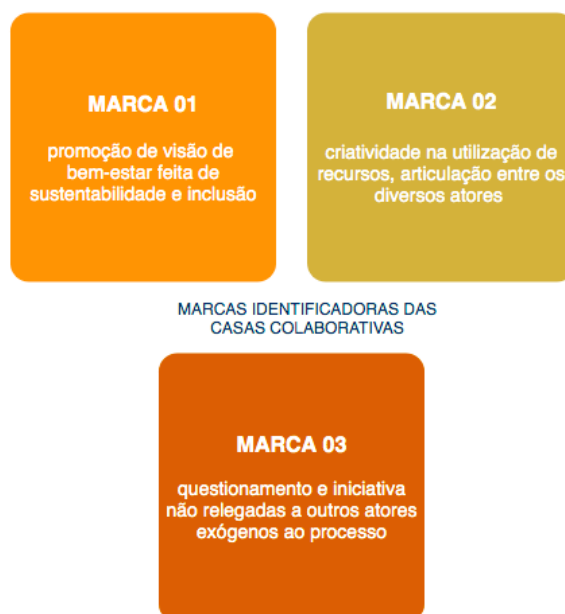 MARCA 01
promoção de visão de
bem-estar feita de
sustentabilidade e inclusão
MARCA 02
criatividade na utilização de
recursos, articulação entre os
diversos atores
MARCAS IDENTIFICADORAS DAS
CASAS COLABORATIVAS
MARCA 03
questionamento e iniciativa
não relegadas a outros atores
exógenos ao processo